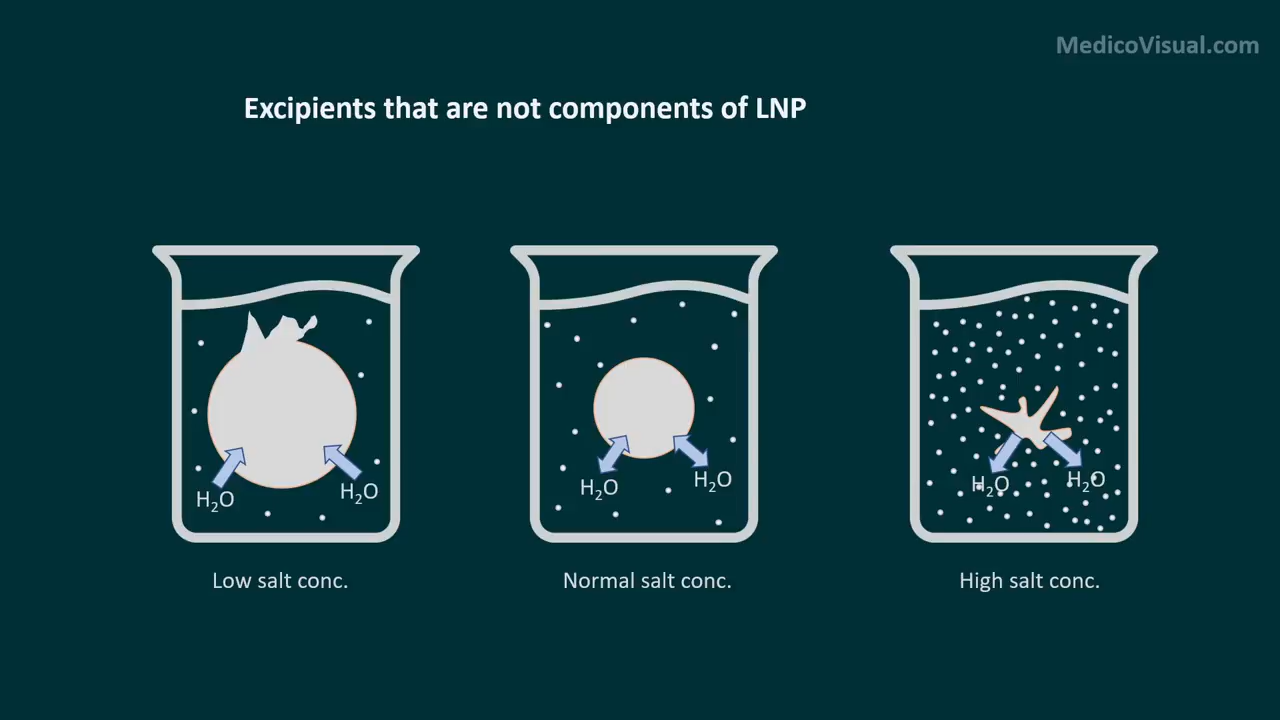 MedicoVisual.com
Excipients that are not components of LNP
H₂O
H₂O
H₂O
H₂O
H₂O
H₂O
Low salt conc.
Normal salt conc.
High salt conc.